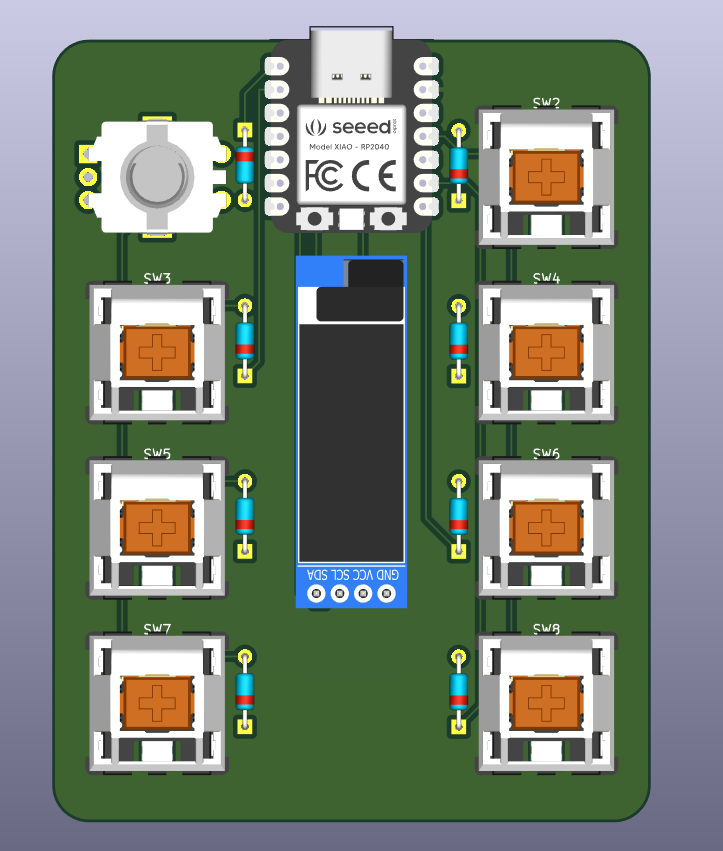 seeed
studio
Model XIAO - RP2040
FC CE
SW2
SW3
SW4
SW5
SW6
SW7
SW8
GND VCC SCL SDA